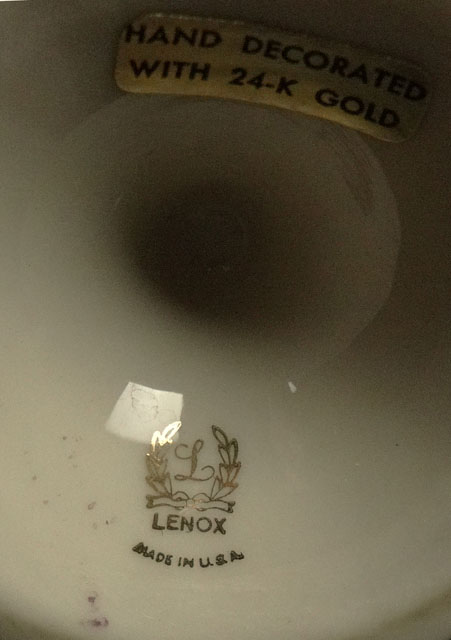 HAND DECORATED
WITH 24-K GOLD
L
LENOX
MADE IN U.S.A.